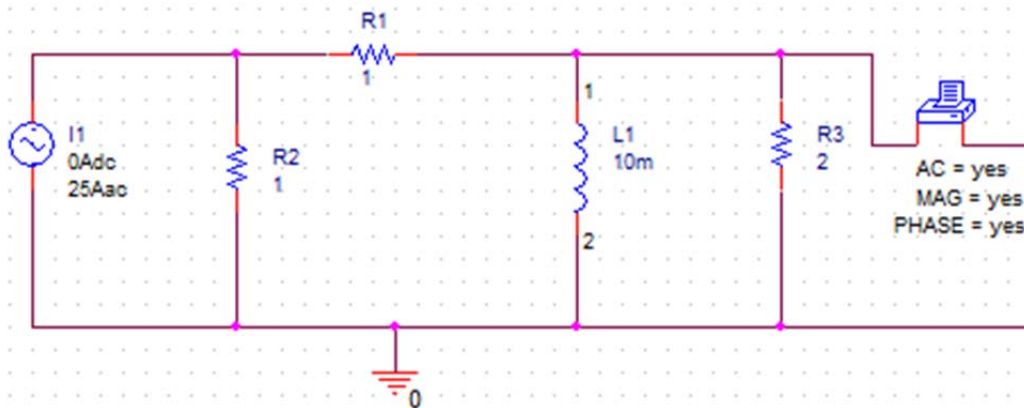 R1
1
I1
0Adc
25Aac
R2
1
1
L1
10m
2
R3
2
AC = yes
MAG = yes
PHASE = yes
0